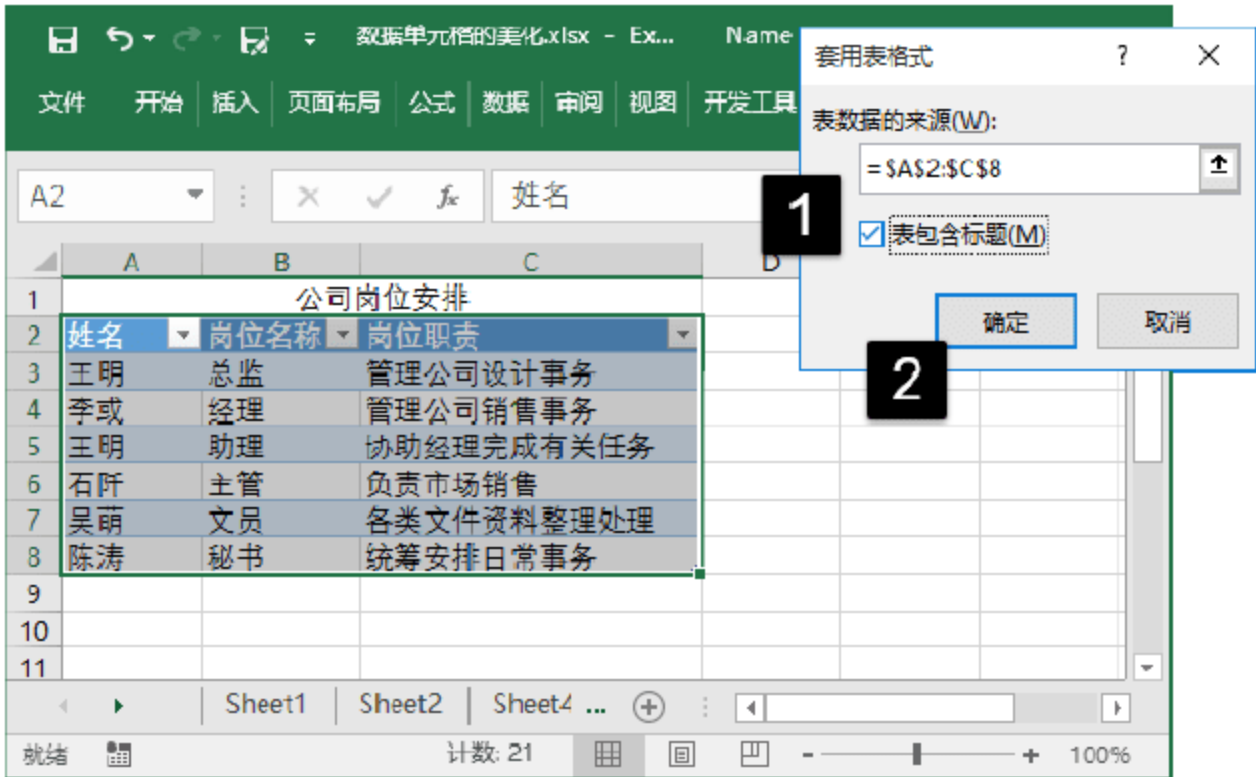 数据单元格的美化.xlsx - Ex... Name
文件 开始 插入 页面布局 公式 数据 审阅 视图 开发工具
套用表格式 ?
表数据的来源(W):
=$A$2:$C$8
1
表包含标题(M)
确定 取消
2
A2 fx 姓名
A B C D
1 公司岗位安排
2 姓名 岗位名称 岗位职责
3 王明 总监 管理公司设计事务
4 李或 经理 管理公司销售事务
5 王明 助理 协助经理完成有关任务
6 石阡 主管 负责市场销售
7 吴萌 文员 各类文件资料整理处理
8 陈涛 秘书 统筹安排日常事务
9
10
11
Sheet1 Sheet2 Sheet4 ...
就绪 计数: 21 100%